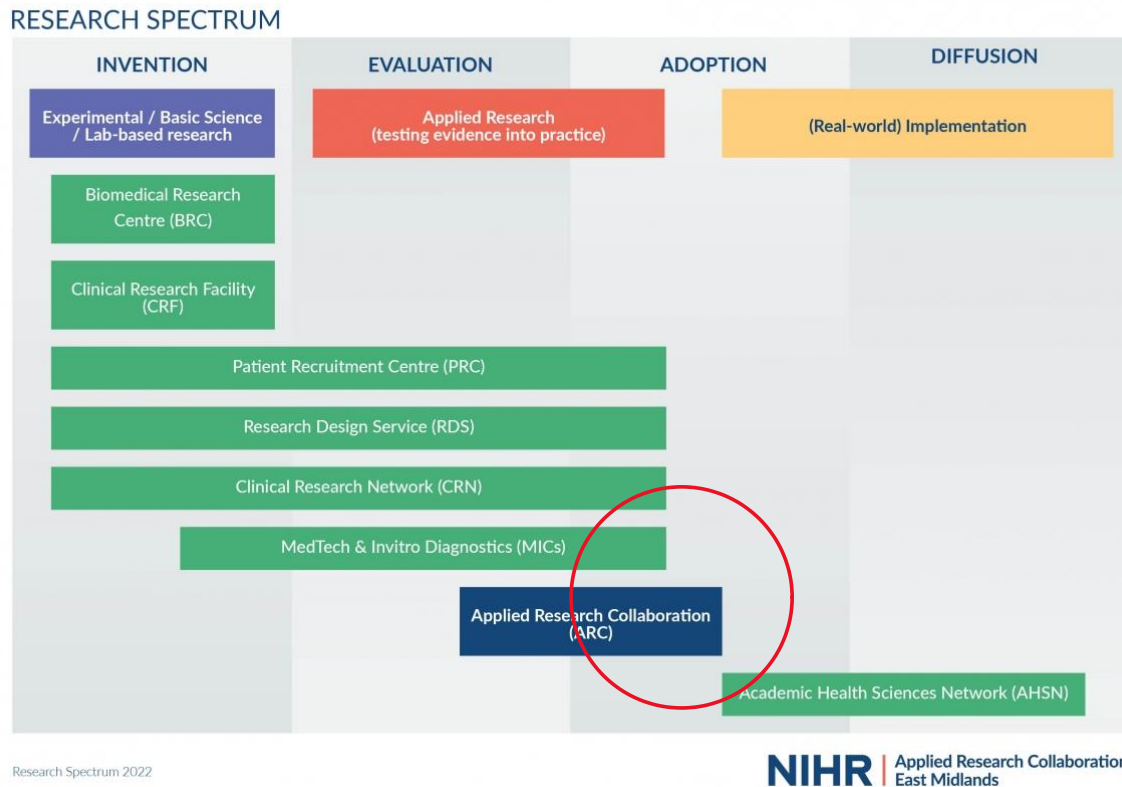 RESEARCH SPECTRUM
INVENTION
EVALUATION
ADOPTION
DIFFUSION
Experimental / Basic Science
/ Lab-based research
Applied Research
(testing evidence into practice)
(Real-world) Implementation
Biomedical Research
Centre (BRC)
Clinical Research Facility
(CRF)
Patient Recruitment Centre (PRC)
Research Design Service (RDS)
Clinical Research Network (CRN)
MedTech & Invitro Diagnostics (MICs)
Applied Research Collaboration
(ARC)
Academic Health Sciences Network (AHSN)
Research Spectrum 2022
NIHR
Applied Research Collaboration
East Midlands